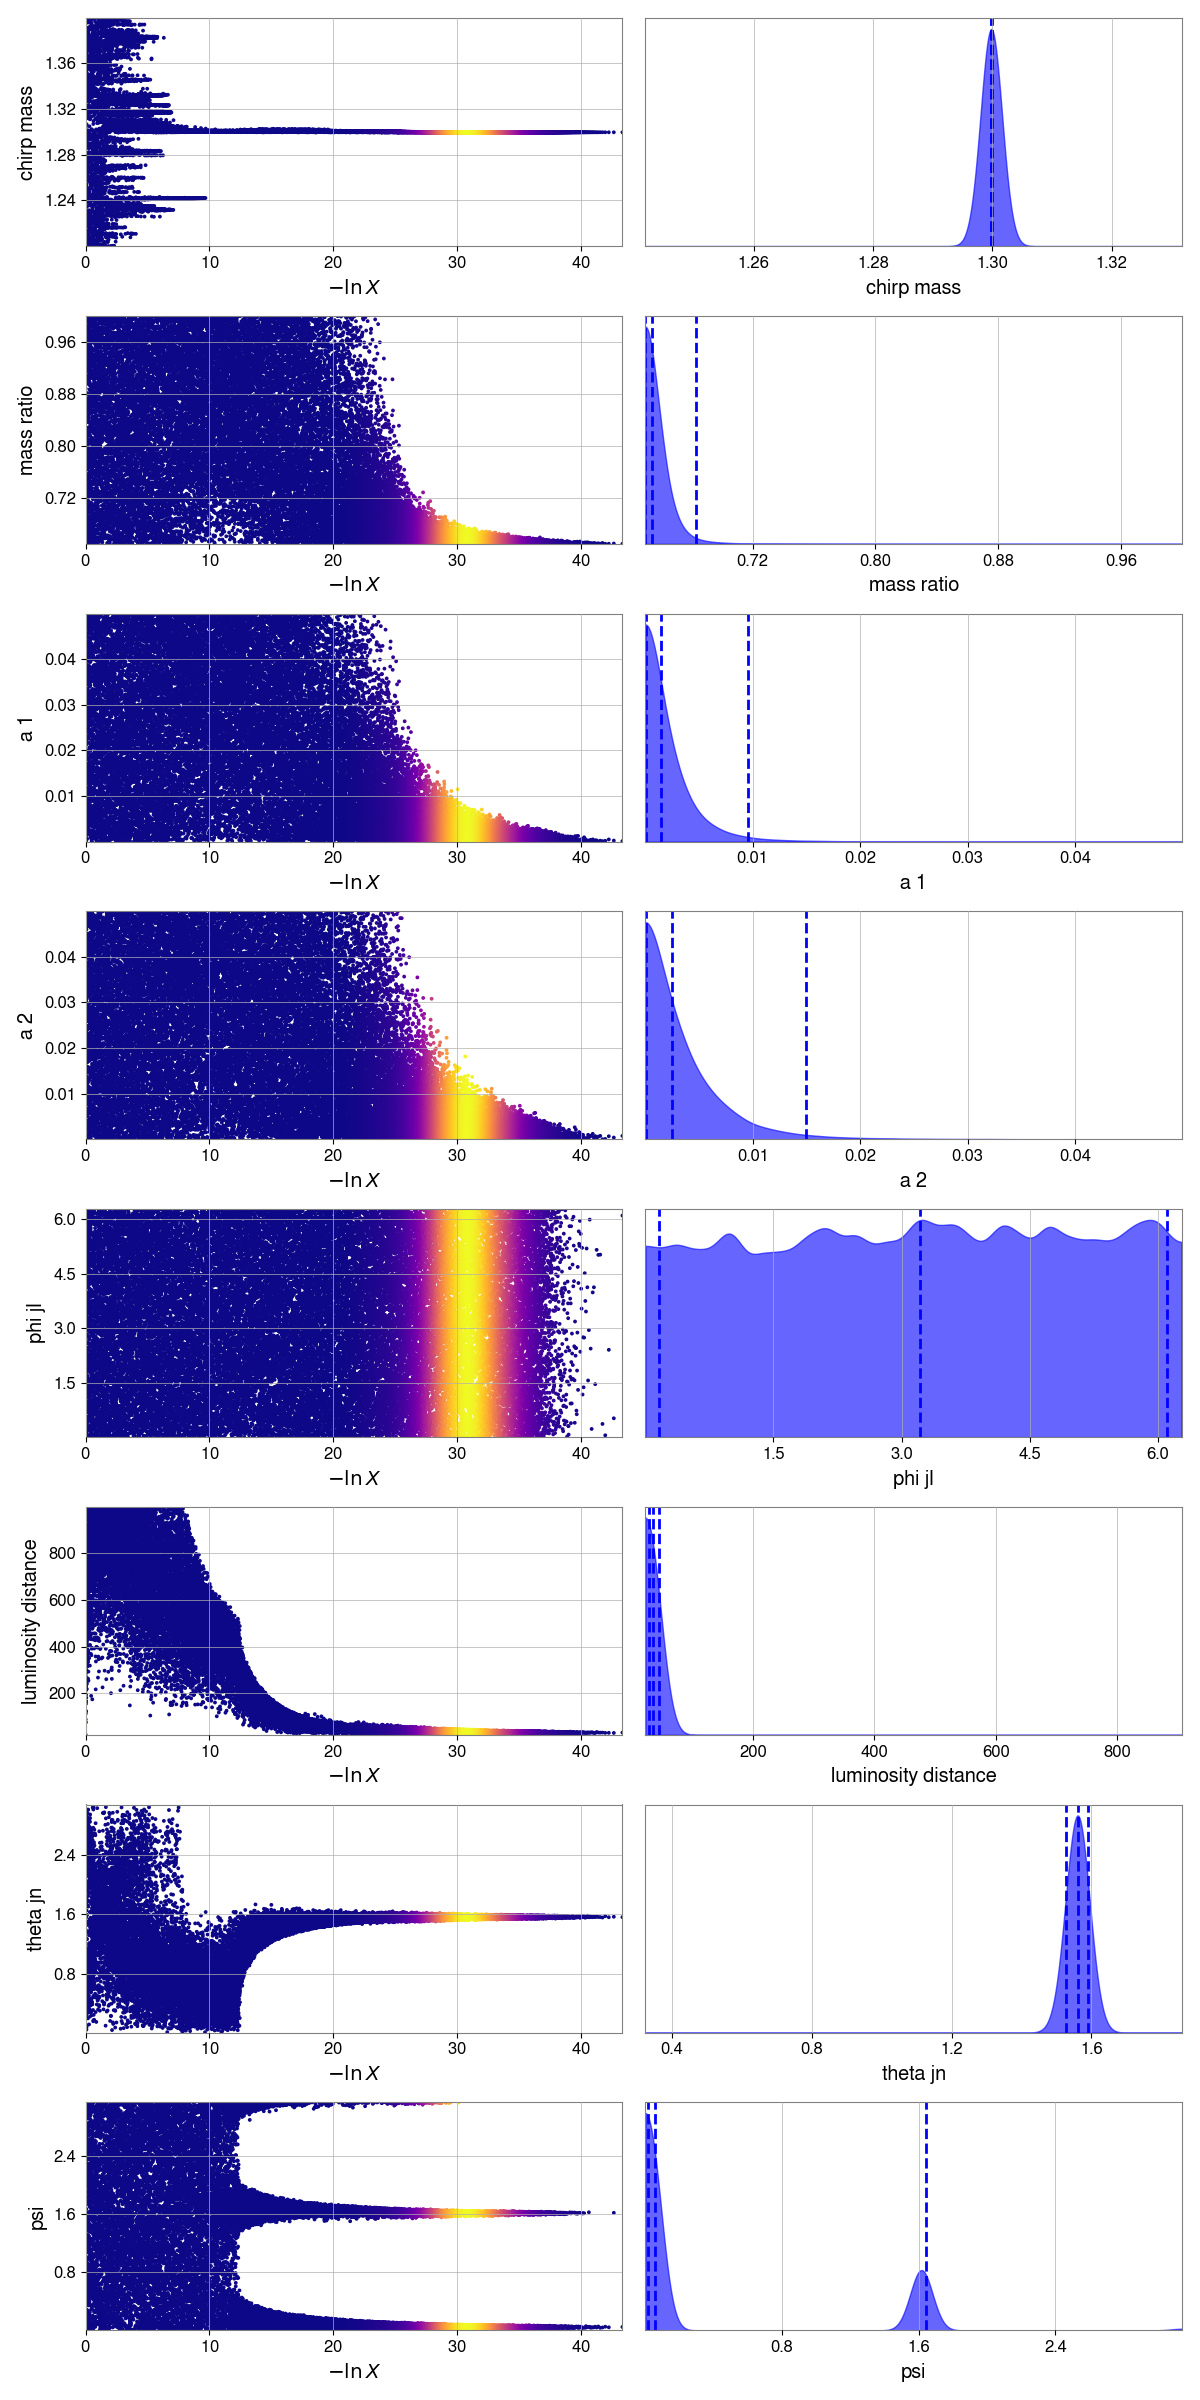 chirp mass
1.36
1.32
1.28
1.24
0 10 20 30 40
−ln X
1.26 1.28 1.30 1.32
chirp mass
mass ratio
0.96
0.88
0.80
0.72
0 10 20 30 40
−ln X
0.72 0.80 0.88 0.96
mass ratio
a 1
0.04
0.03
0.02
0.01
0 10 20 30 40
−ln X
0.01 0.02 0.03 0.04
a 1
a 2
0.04
0.03
0.02
0.01
0 10 20 30 40
−ln X
0.01 0.02 0.03 0.04
a 2
phi jl
6.0
4.5
3.0
1.5
0 10 20 30 40
−ln X
1.5 3.0 4.5 6.0
phi jl
luminosity distance
800
600
400
200
0 10 20 30 40
−ln X
200 400 600 800
luminosity distance
theta jn
2.4
1.6
0.8
0 10 20 30 40
−ln X
0.4 0.8 1.2 1.6
theta jn
psi
2.4
1.6
0.8
0 10 20 30 40
−ln X
0.8 1.6 2.4
psi